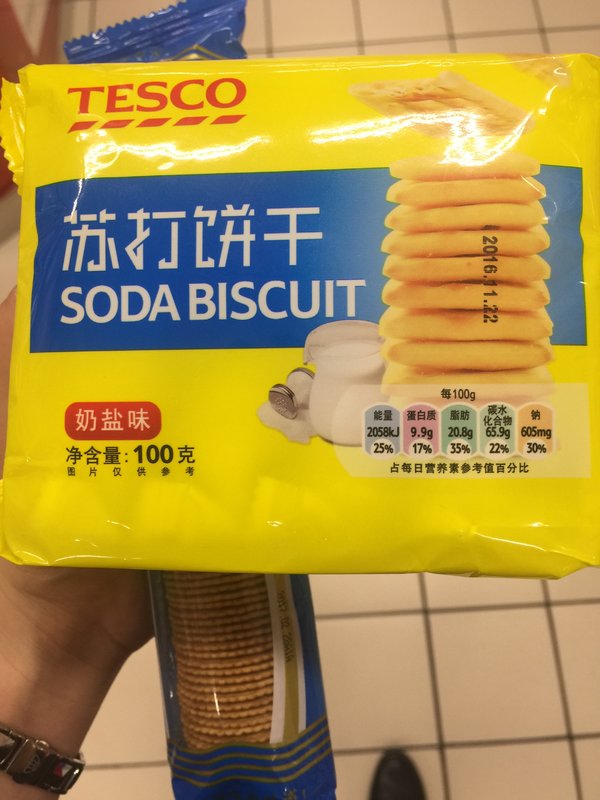 TESCO
苏打饼干
SODA BISCUIT
2016.11.22
奶盐味
净含量:100克
图片仅供参考
每100g
能量 蛋白质 脂肪 碳水化合物 钠
2058kJ 9.9g 20.8g 65.9g 605mg
25% 17% 35% 22% 30%
占每日营养素参考值百分比